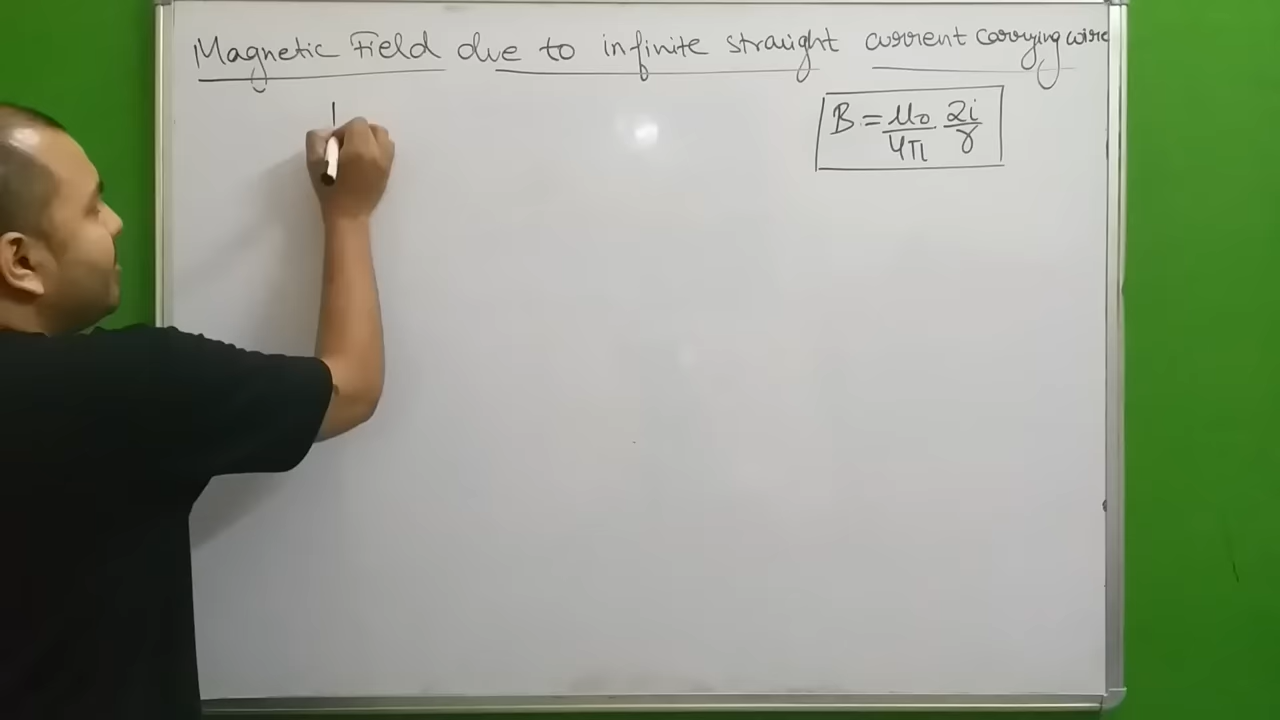 Magnetic Field due to infinite straight current carrying wire
B = μ₀/4π 2i/r